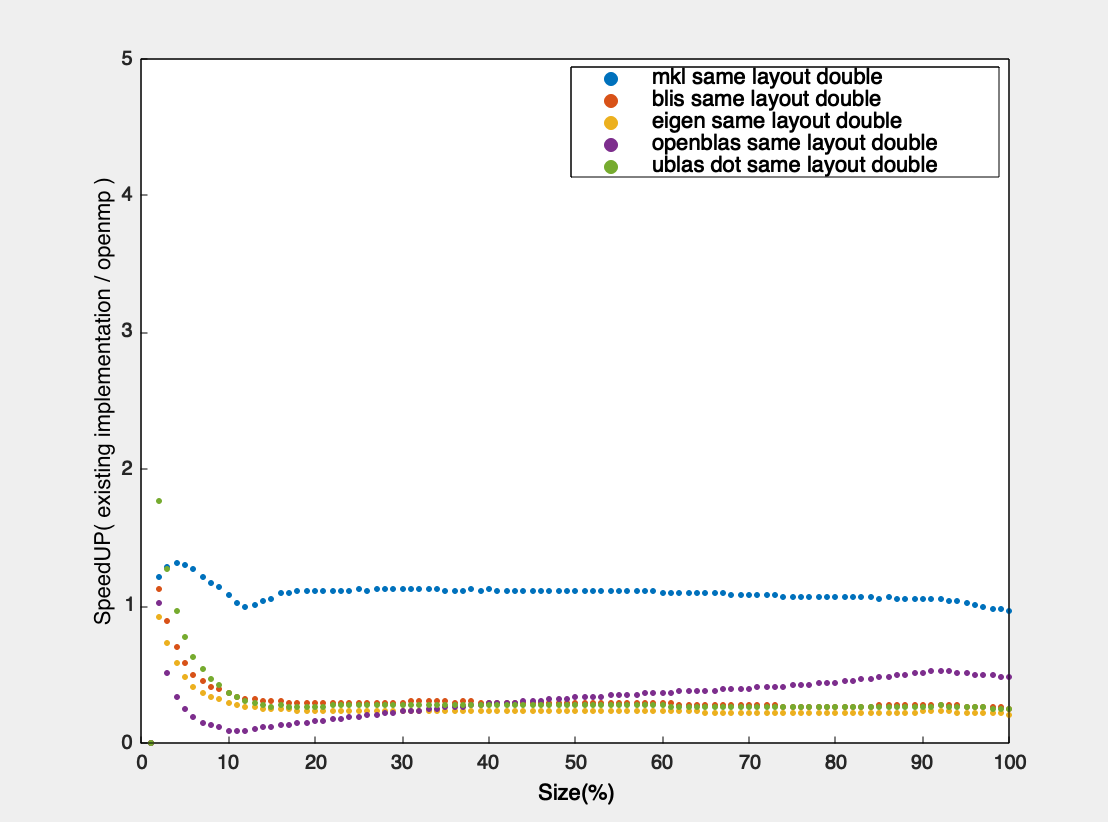 5
4
3
2
1
0
SpeedUP( existing implementation / openmp )
mkl same layout double
blis same layout double
eigen same layout double
openblas same layout double
ublas dot same layout double
0 10 20 30 40 50 60 70 80 90 100
Size(%)